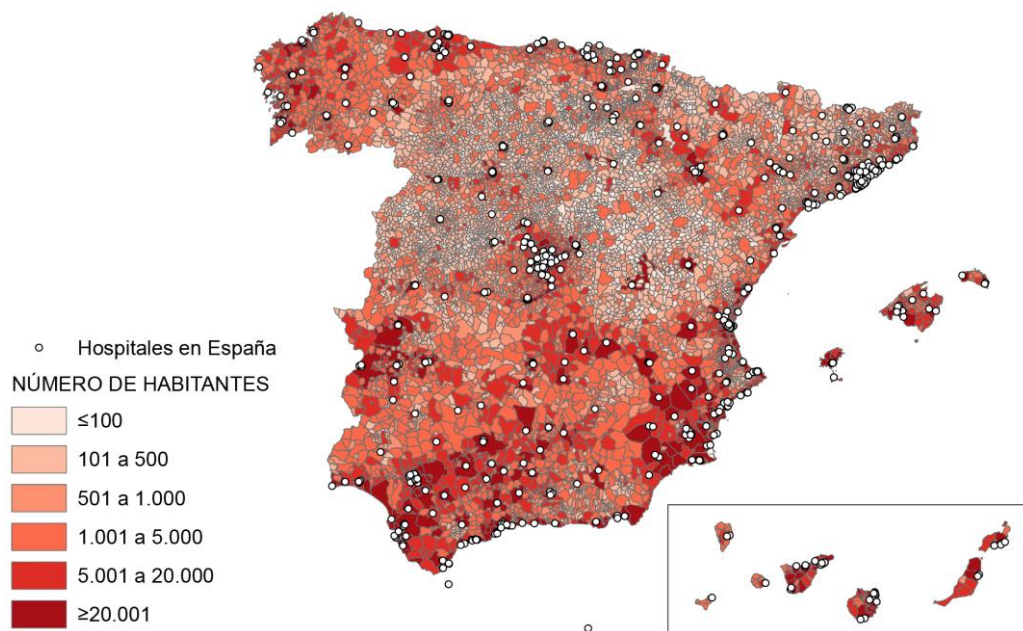 Hospitales en España
NÚMERO DE HABITANTES
≤100
101 a 500
501 a 1.000
1.001 a 5.000
5.001 a 20.000
≥20.001